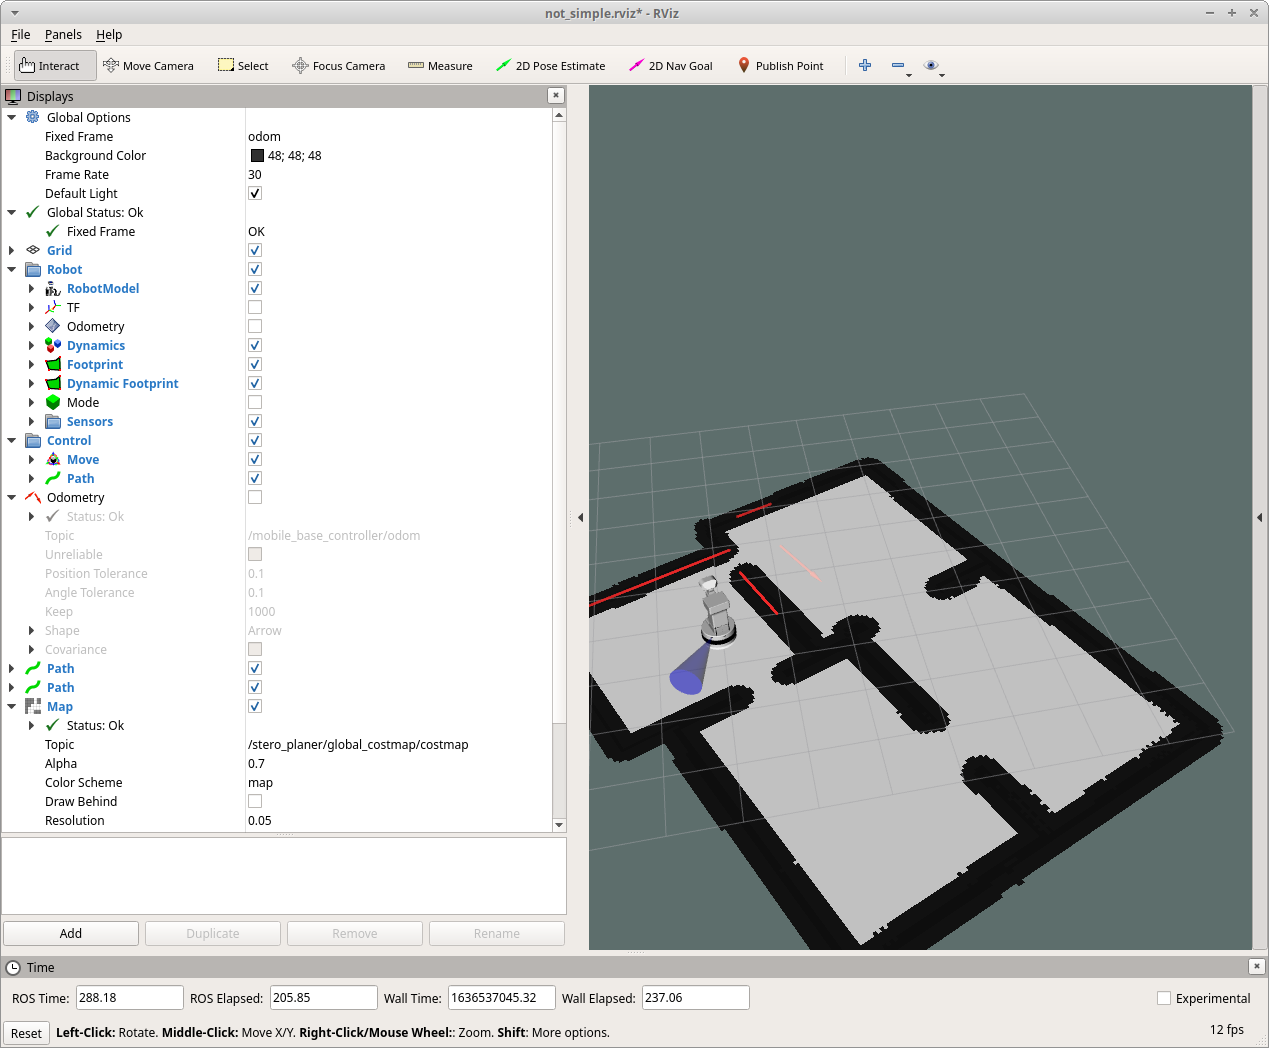 not_simple.rviz* - RViz
File Panels Help
Interact Move Camera Select Focus Camera Measure 2D Pose Estimate 2D Nav Goal Publish Point
Displays
Global Options
Fixed Frame odom
Background Color 48; 48; 48
Frame Rate 30
Default Light
Global Status: Ok
Fixed Frame OK
Grid
Robot
RobotModel
TF
Odometry
Dynamics
Footprint
Dynamic Footprint
Mode
Sensors
Control
Move
Path
Odometry
Status: Ok
Topic /mobile_base_controller/odom
Unreliable
Position Tolerance 0.1
Angle Tolerance 0.1
Keep 1000
Shape Arrow
Covariance
Path
Path
Map
Status: Ok
Topic /stero_planer/global_costmap/costmap
Alpha 0.7
Color Scheme map
Draw Behind
Resolution 0.05
Add Duplicate Remove Rename
Time
ROS Time: 288.18 ROS Elapsed: 205.85 Wall Time: 1636537045.32 Wall Elapsed: 237.06 Experimental
Reset Left-Click: Rotate. Middle-Click: Move X/Y. Right-Click/Mouse Wheel:: Zoom. Shift: More options. 12 fps